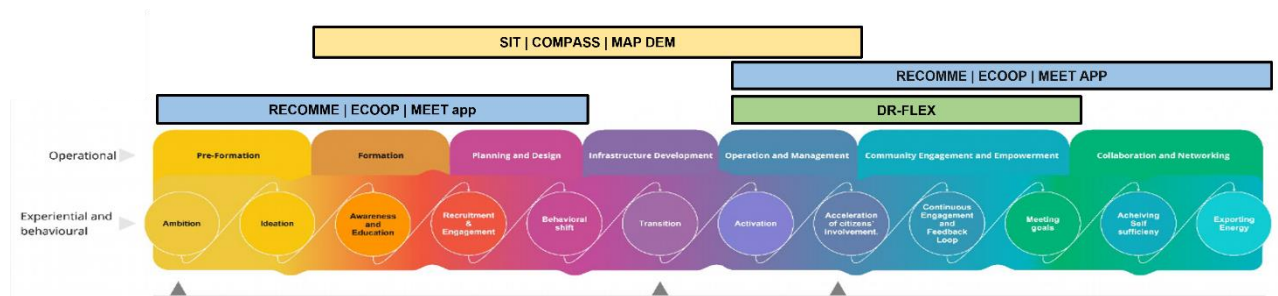 SIT | COMPASS | MAP DEM
RECOMME | ECOOP | MEET APP
RECOMME | ECOOP | MEET app
DR-FLEX
Operational
Pre-Formation
Formation
Planning and Design
Infrastructure Development
Operation and Management
Community Engagement and Empowerment
Collaboration and Networking
Experiential and
behavioural
Ambition
Ideation
Awareness
and
Education
Recruitment
&
Engagement
Behavioral
shift
Transition
Activation
Acceleration
of citizens'
Involvement.
Continuous
Engagement
and
Feedback
Loop
Meeting
goals
Acheiving
Self
sufficieny
Exporting
Energy